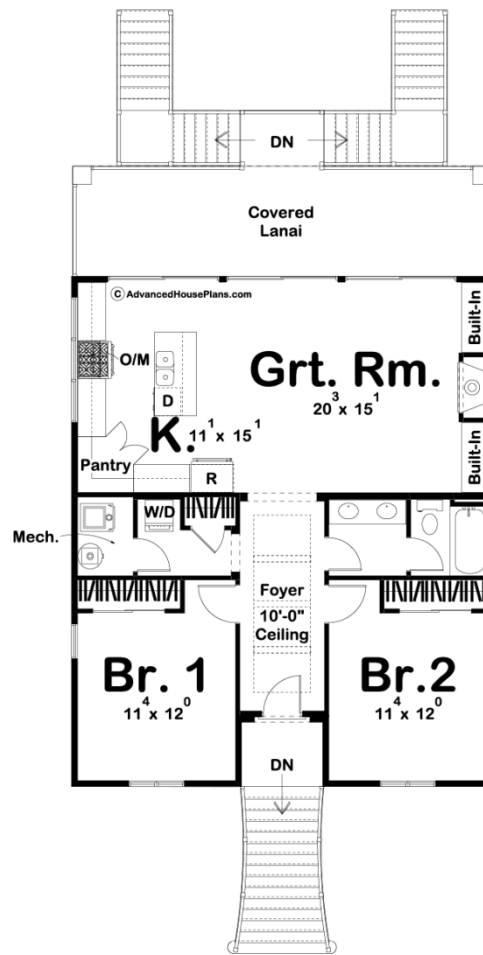 DN
Covered
Lanai
© AdvancedHousePlans.com
Built-In
O/M
Grt. Rm.
20³ x 15¹
D
K. 11¹ x 15¹
Built-In
Pantry
R
W/D
Mech.
Foyer
10'-0"
Ceiling
Br. 1
11⁴ x 12⁰
Br.2
11⁴ x 12⁰
DN